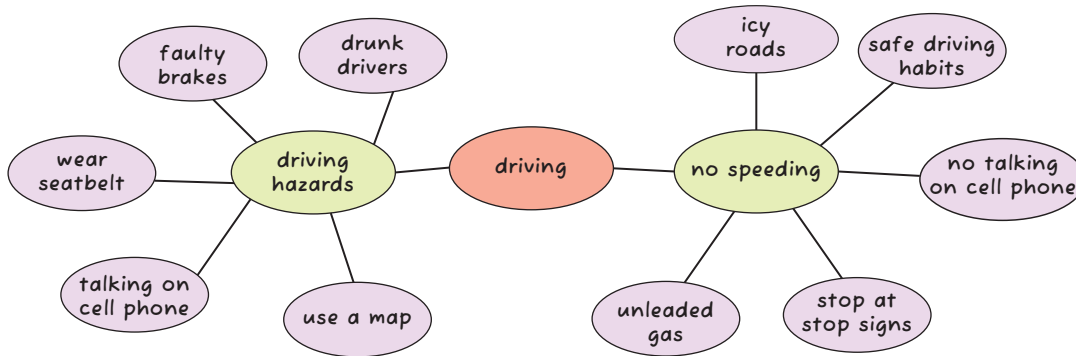 faulty
brakes
drunk
drivers
icy
roads
safe driving
habits
wear
seatbelt
driving
hazards
driving
no speeding
no talking
on cell phone
talking on
cell phone
use a map
unleaded
gas
stop at
stop signs